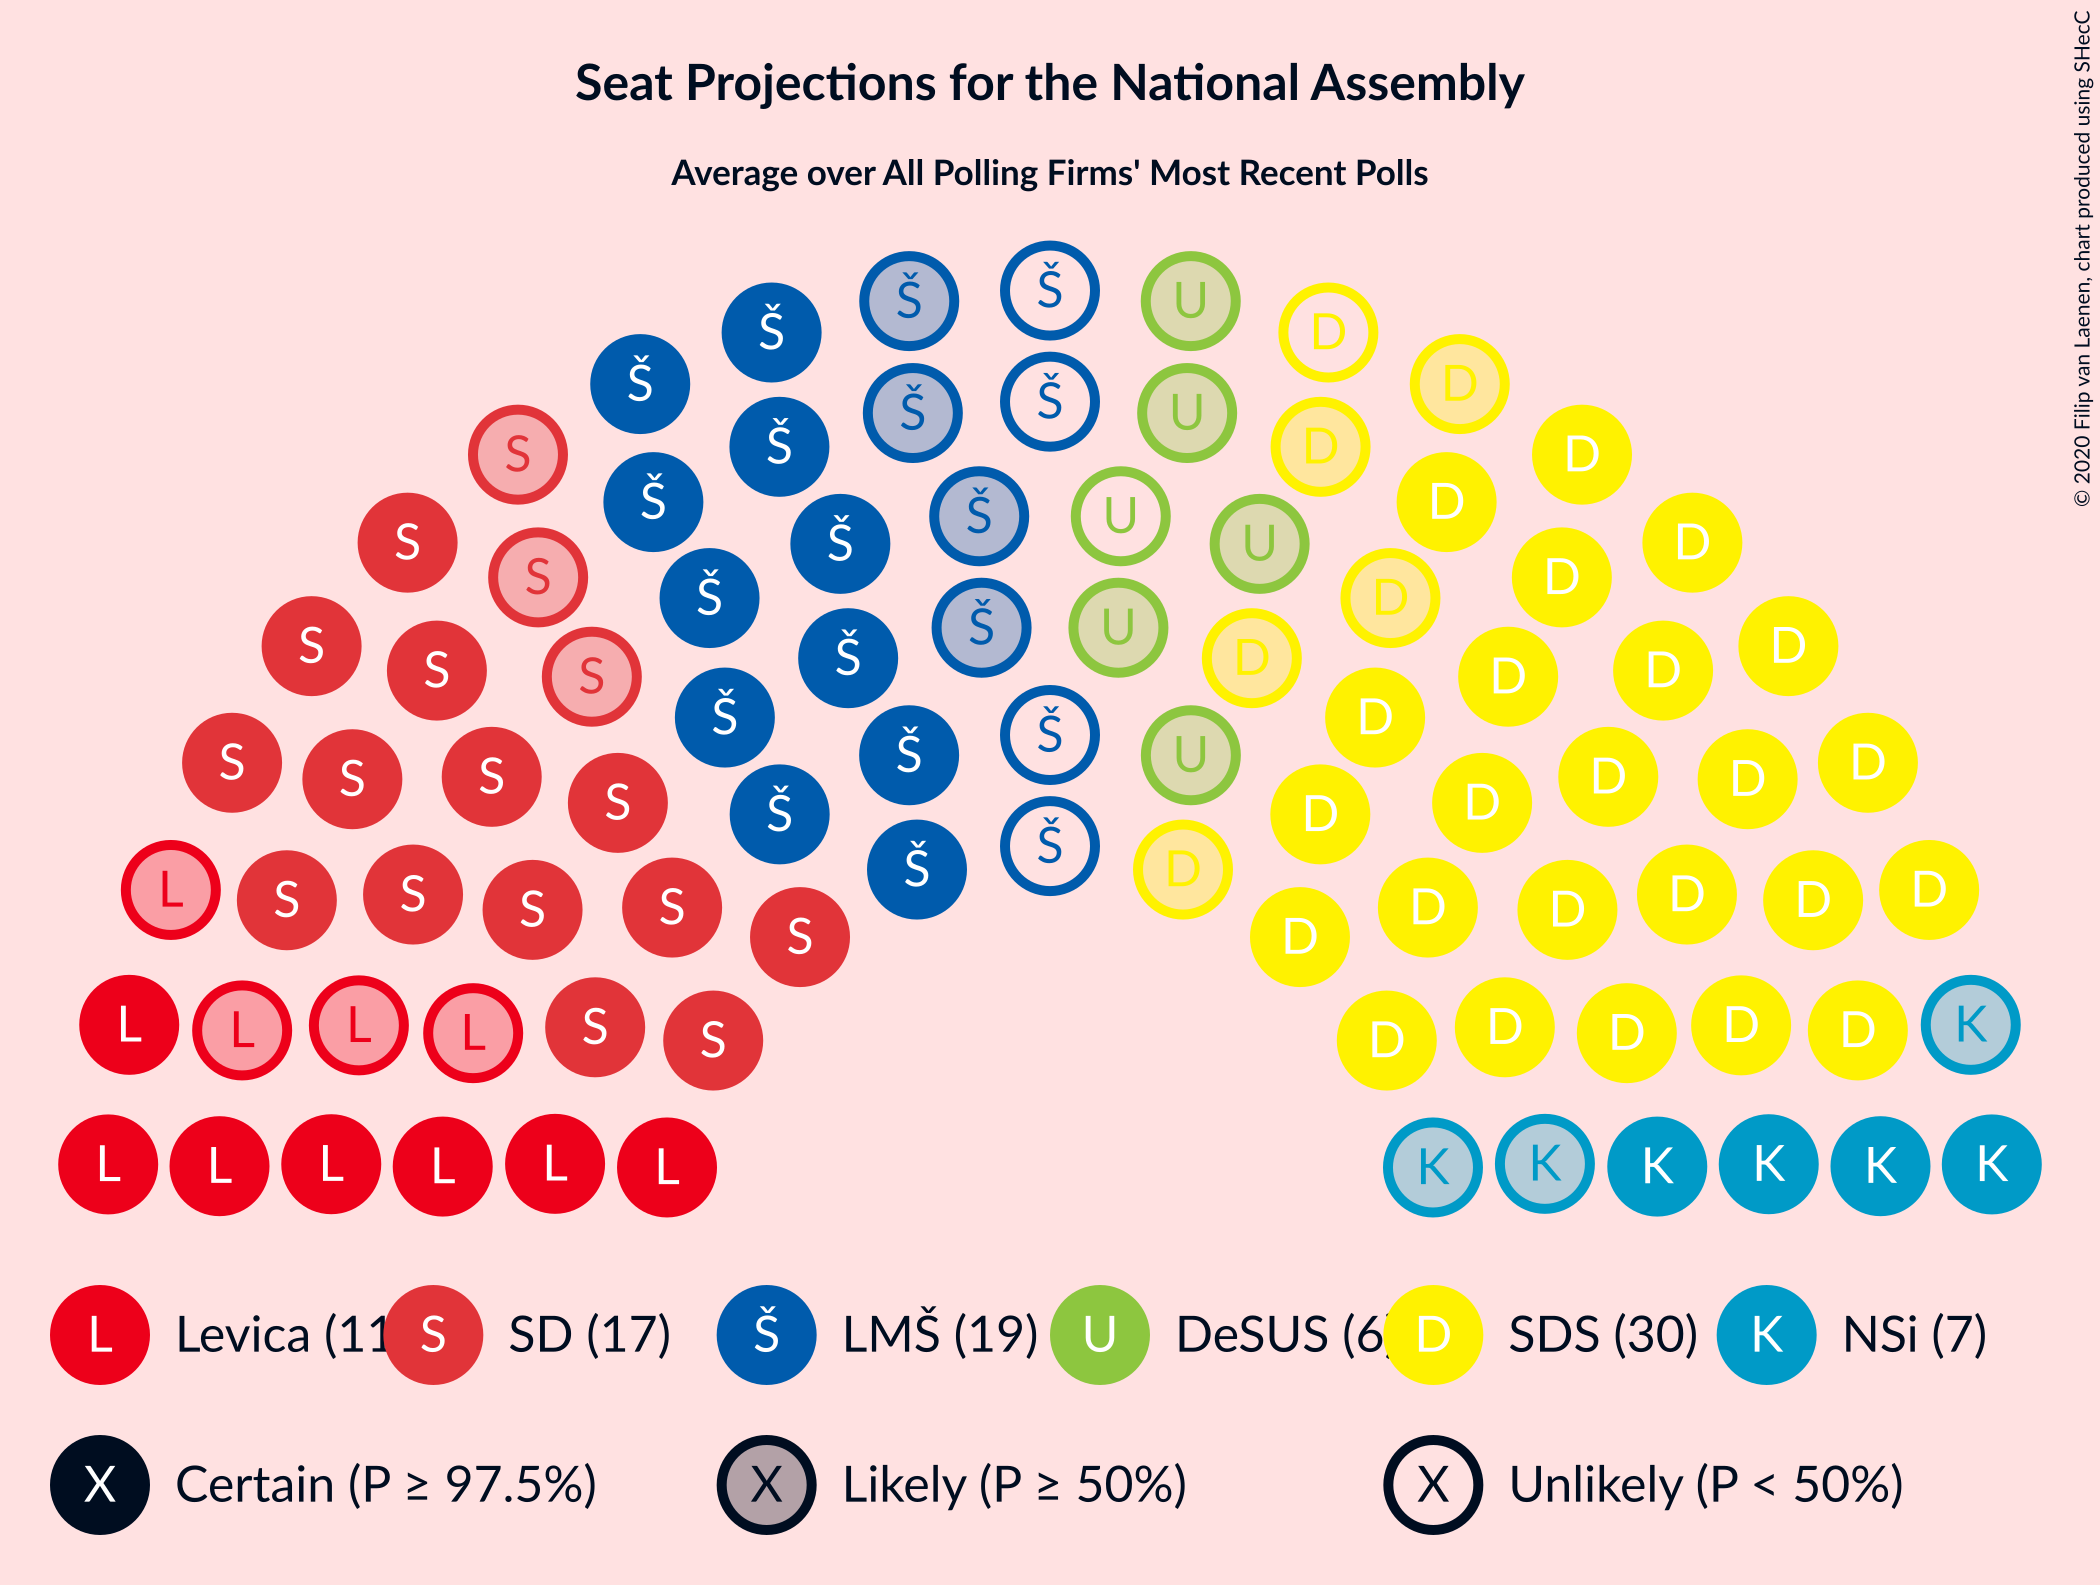 Seat Projections for the National Assembly
Average over All Polling Firms' Most Recent Polls
© 2020 Filip van Laenen, chart produced using SHecC
Š Š Š U D
Š Š D
Š Š Š U D
S Š D D
S Š Š U U D D
S S Š Š U D D D
S S S Š Š D D D D
S S S S Š Š Š U D D D D D
L S S S S S Š Š D D D D D D D
L L L L S S D D D D D K
L L L L L L K K K K K K
L Levica (11 S SD (17) Š LMŠ (19) U DeSUS (6) D SDS (30) K NSi (7)
X Certain (P ≥ 97.5%) X Likely (P ≥ 50%) X Unlikely (P < 50%)